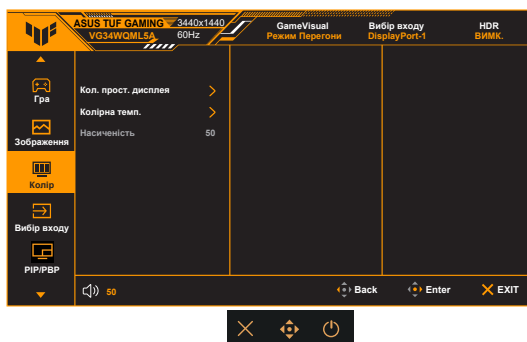 ASUS TUF GAMING 3440x1440 GameVisual Вибір входу HDR
VG34WQML5A 60Hz Режим Перегони DisplayPort-1 ВИМК.
Гра
Кол. прост. дисплея
Колірна темп.
Насиченість 50
Зображення
Колір
Вибір входу
PIP/PBP
50 Back Enter EXIT